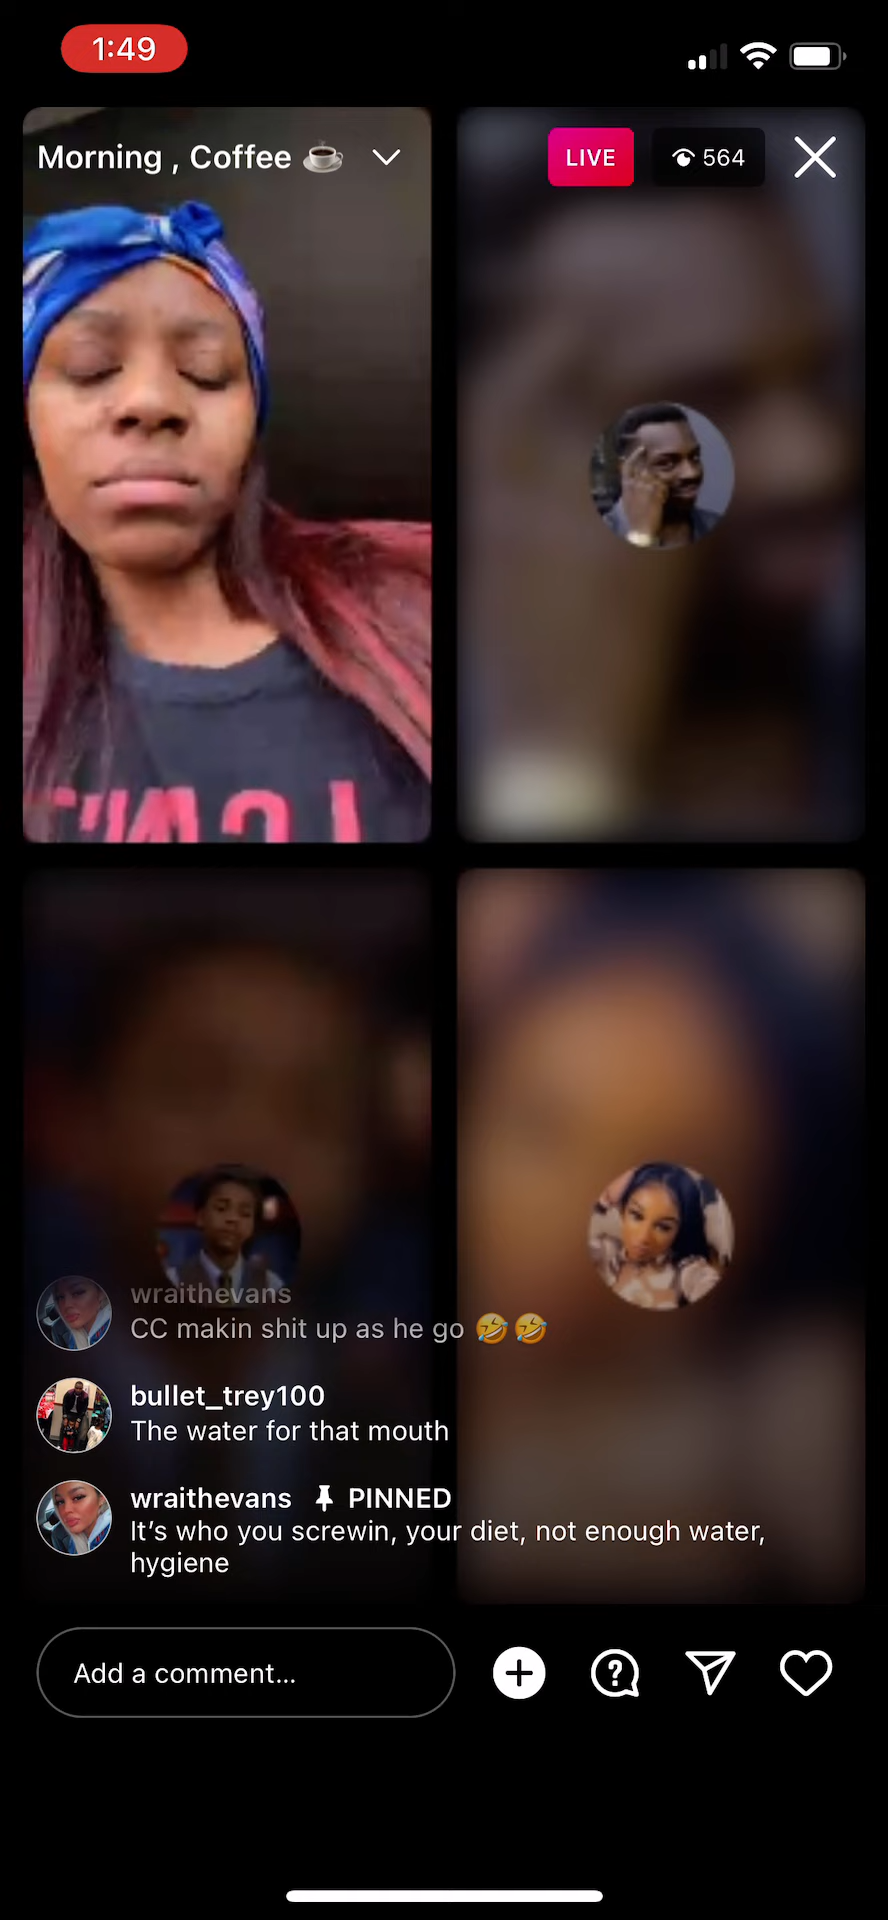 1:49
Morning , Coffee ☕
LIVE
564
wraithevans
CC makin shit up as he go 🤣🤣
bullet_trey100
The water for that mouth
wraithevans PINNED
It’s who you screwin, your diet, not enough water,
hygiene
Add a comment...